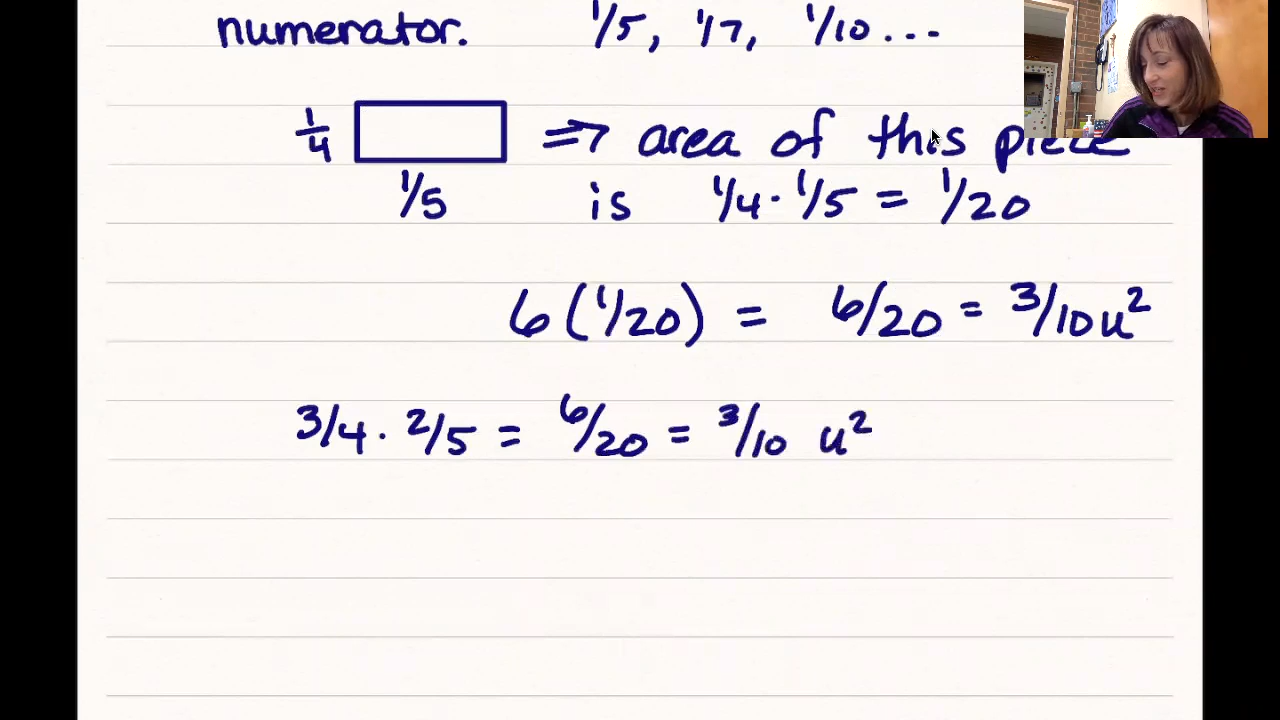 numerator. 1/5, 1/7, 1/10...
1/4 => area of this piece
1/5 is 1/4 · 1/5 = 1/20
6 (1/20) = 6/20 = 3/10 u²
3/4 · 2/5 = 6/20 = 3/10 u²